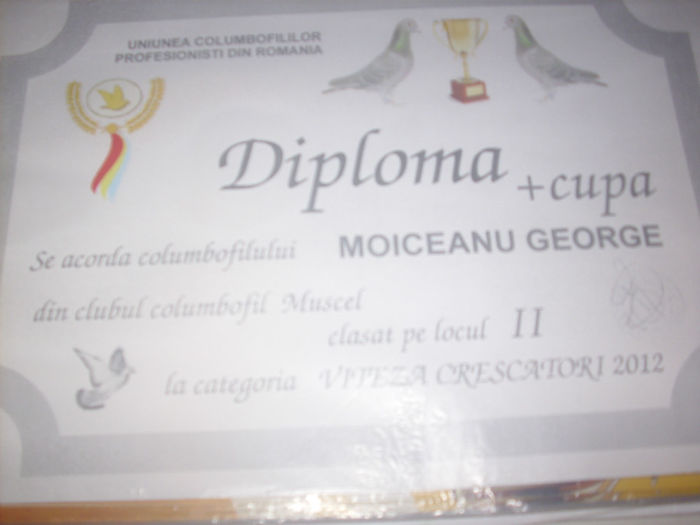 UNIUNEA COLUMBOFILILOR
PROFESIONISTI DIN ROMANIA
Diploma +cupa
Se acorda columbofilului MOICEANU GEORGE
din clubul columbofil Muscel
clasat pe locul II
la categoria VITEZA CRESCATORI 2012